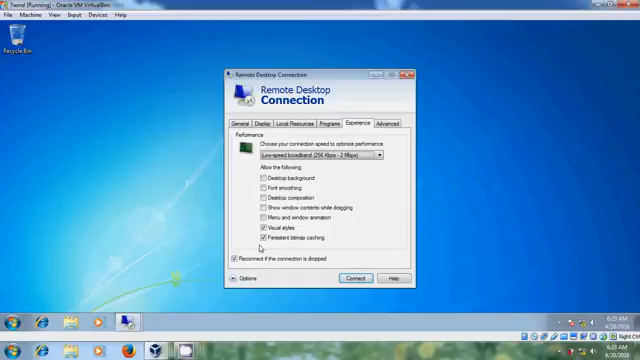 7wind [Running] - Oracle VM VirtualBox
File Machine View Input Devices Help
Recycle Bin
Remote Desktop Connection
Remote Desktop
Connection
General Display Local Resources Programs Experience Advanced
Performance
Choose your connection speed to optimize performance
Low-speed broadband (256 Kbps - 2 Mbps)
Allow the following:
Desktop background
Font smoothing
Desktop composition
Show window contents while dragging
Menu and window animation
Visual styles
Persistent bitmap caching
Reconnect if the connection is dropped
Options Connect Help
6:23 AM
4/20/2016
Right Ctrl
6:23 AM
4/20/2016